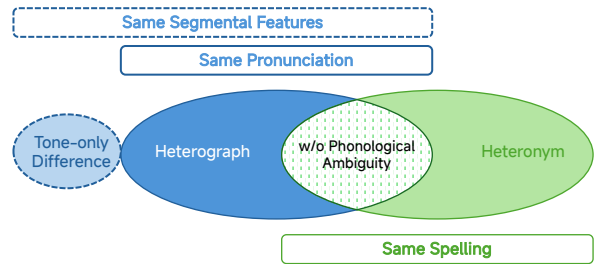 Same Segmental Features
Same Pronunciation
Tone-only
Difference
Heterograph
w/o Phonological
Ambiguity
Heteronym
Same Spelling